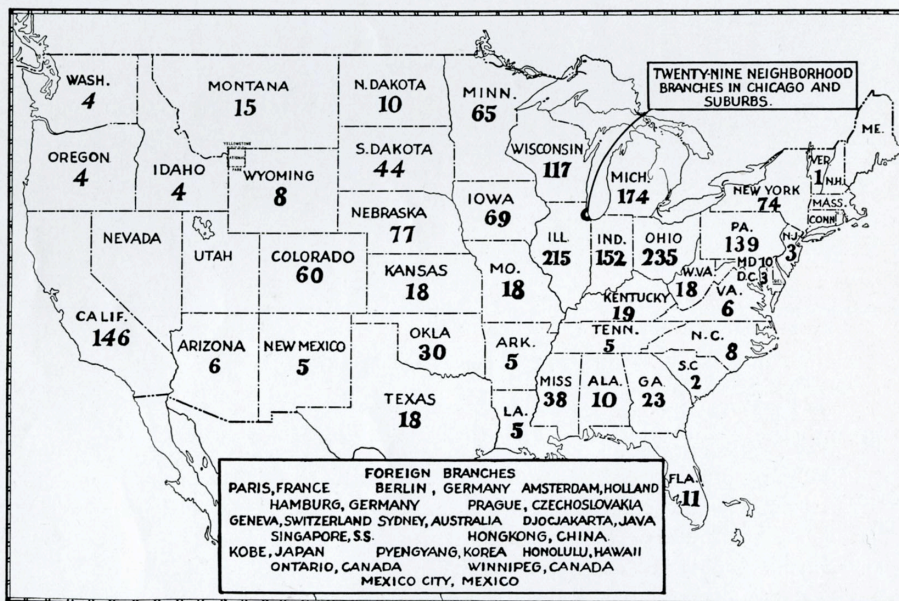 WASH.
4
MONTANA
15
N. DAKOTA
10
MINN.
65
TWENTY-NINE NEIGHBORHOOD
BRANCHES IN CHICAGO AND
SUBURBS.
ME.
OREGON
4
IDAHO
4
YELLOWSTONE
WYOMING
8
S. DAKOTA
44
WISCONSIN
117
MICH.
174
VER
1
N.H.
NEW YORK
74
MASS.
CONN
NEVADA
UTAH
COLORADO
60
NEBRASKA
77
IOWA
69
ILL.
215
IND.
152
OHIO
235
PA.
139
N.J.
3
MD 10
D.C. 3
W.VA.
18
VA.
6
KANSAS
18
MO.
18
KENTUCKY
19
CALIF.
146
ARIZONA
6
NEW MEXICO
5
OKLA
30
ARK.
5
TENN.
5
N.C.
8
S.C
2
TEXAS
18
LA.
5
MISS
38
ALA.
10
GA.
23
FLA.
11
FOREIGN BRANCHES
PARIS, FRANCE BERLIN, GERMANY AMSTERDAM, HOLLAND
HAMBURG, GERMANY PRAGUE, CZECHOSLOVAKIA
GENEVA, SWITZERLAND SYDNEY, AUSTRALIA DJOCJAKARTA, JAVA
SINGAPORE, S.S. HONGKONG, CHINA.
KOBE, JAPAN PYENGYANG, KOREA HONOLULU, HAWAII
ONTARIO, CANADA WINNIPEG, CANADA
MEXICO CITY, MEXICO